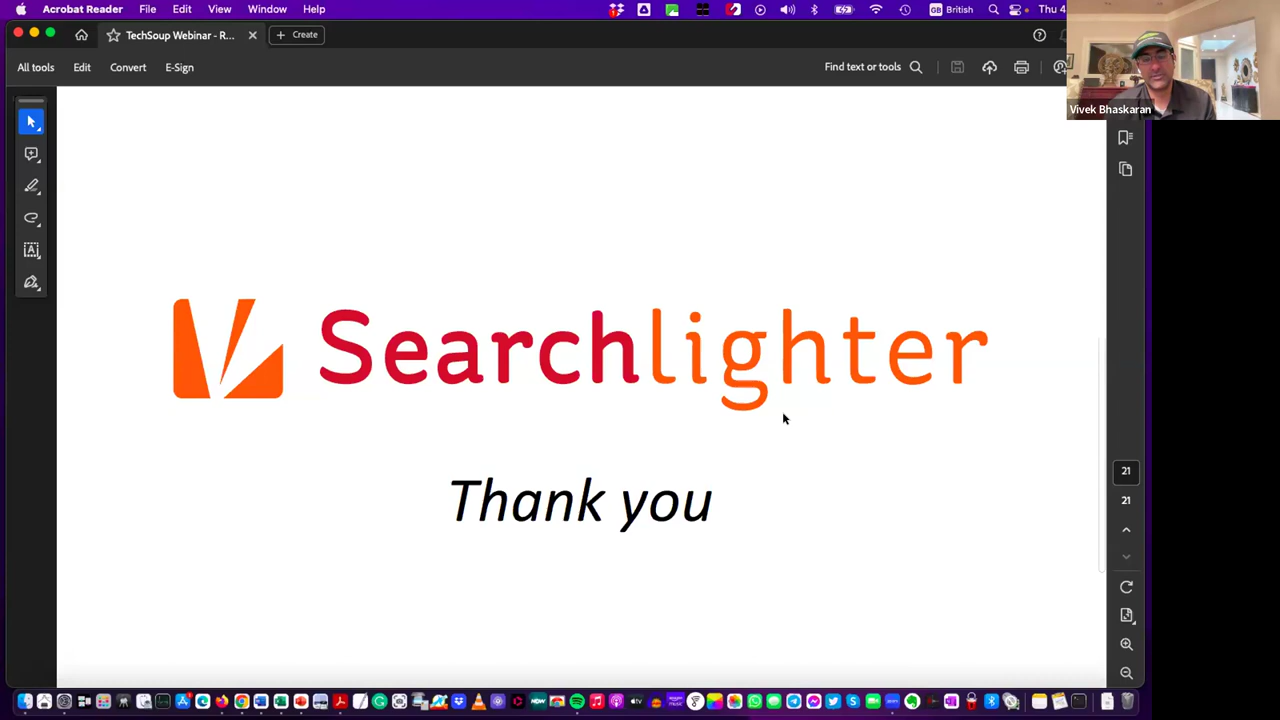 Acrobat Reader File Edit View Window Help British Thu 4
TechSoup Webinar - R... Create
All tools Edit Convert E-Sign Find text or tools
Vivek Bhaskaran
Searchlighter
Thank you
21
21